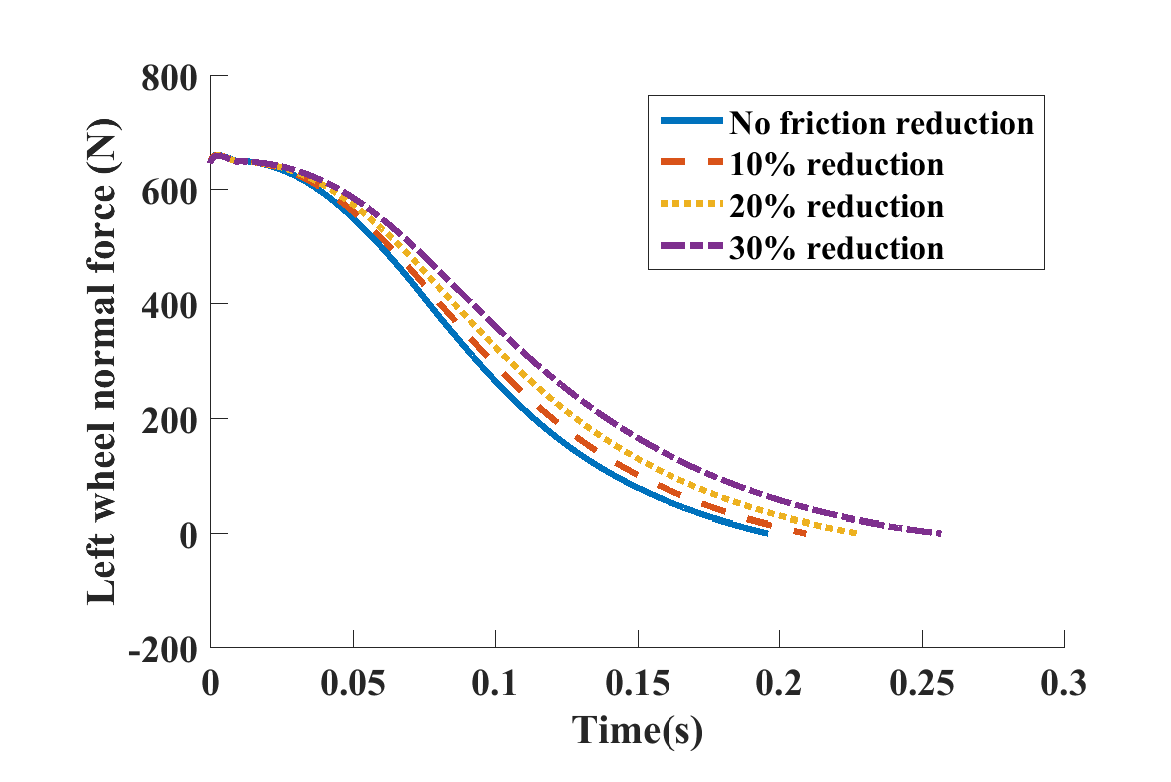 800
600
400
200
0
-200
Left wheel normal force (N)
No friction reduction
10% reduction
20% reduction
30% reduction
0
0.05
0.1
0.15
0.2
0.25
0.3
Time(s)